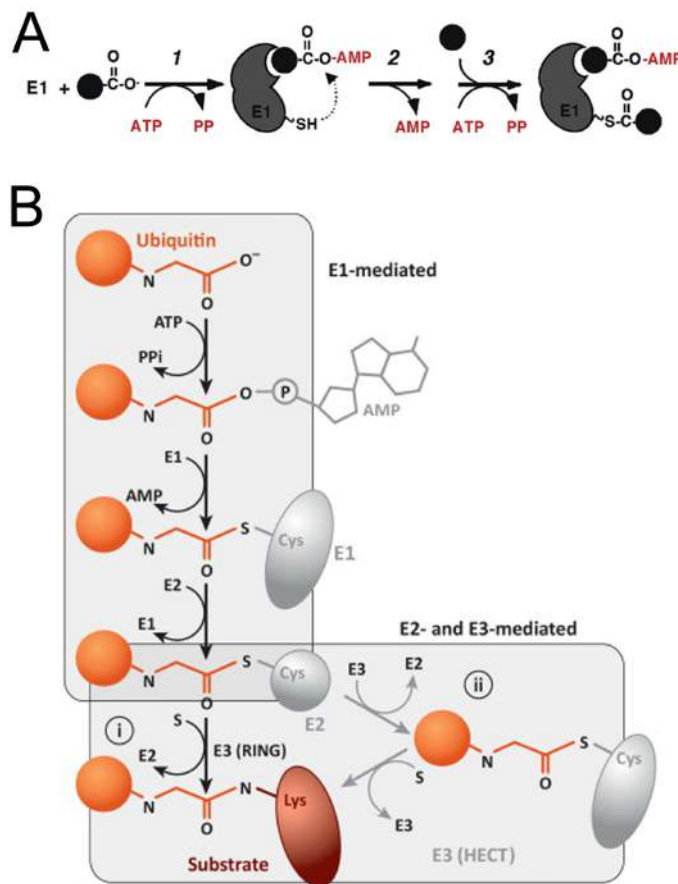 A
1
2
3
E1 + C-O-
O
ATP PP
E1
SH
O
C-O-AMP
AMP
ATP PP
O
C-O-AMP
E1
O
S-C
B
Ubiquitin
N
O
O–
E1-mediated
ATP
PPi
N
O
O
P
AMP
E1
AMP
N
O
S
Cys
E1
E2
E1
E2- and E3-mediated
N
O
S
Cys
E2
E3
E2
ii
i
S
E2
E3 (RING)
N
O
S
Cys
S
E3
N
O
N
Lys
Substrate
E3 (HECT)